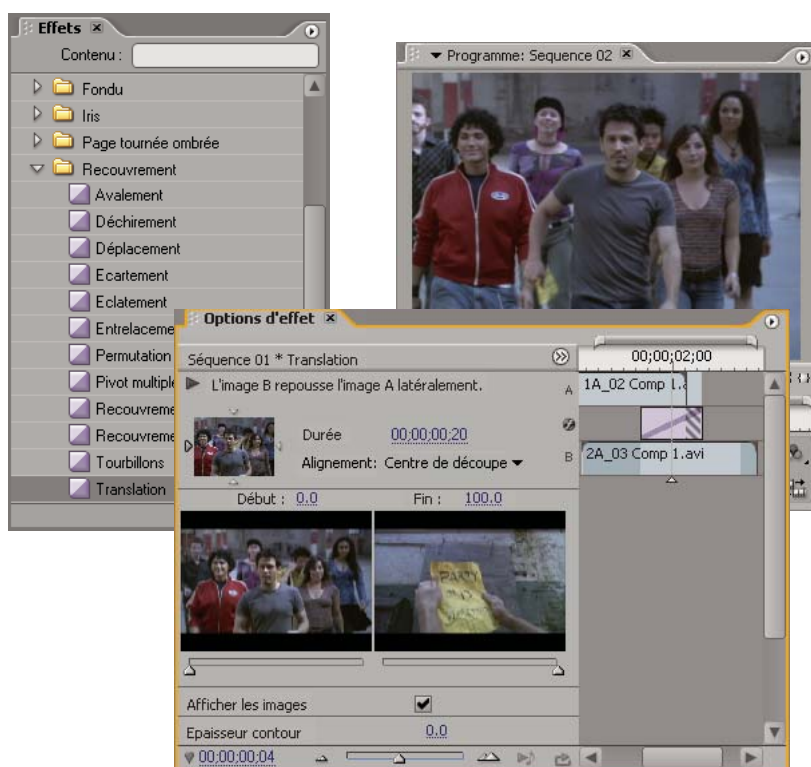 Effets
Contenu :
Fondu
Iris
Page tournée ombrée
Recouvrement
Avalement
Déchirement
Déplacement
Ecartement
Eclatement
Entrelaceme
Permutation
Pivot multiple
Recouvreme
Recouvreme
Tourbillons
Translation
Programme: Sequence 02
Options d'effet
Séquence 01 * Translation
00;00;02;00
L'image B repousse l'image A latéralement.
A
1A_02 Comp 1.a
Durée 00;00;00;20
Alignement: Centre de découpe
B
2A_03 Comp 1.avi
Début : 0.0
Fin : 100.0
PARTY
Afficher les images
Epaisseur contour 0.0
00;00;00;04